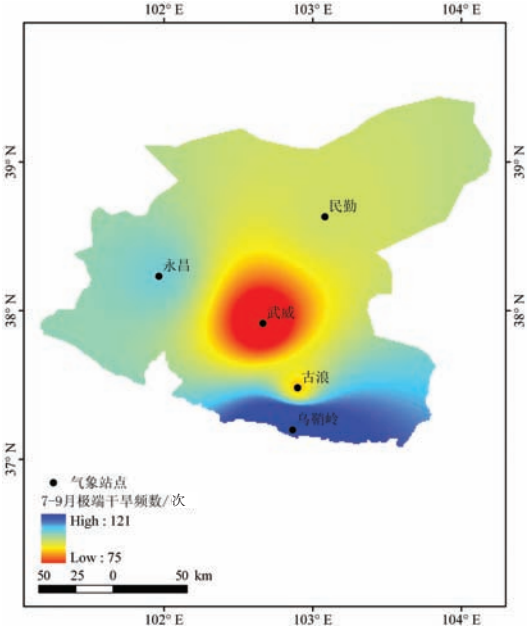 102° E 103° E 104° E
39° N 39° N
民勤
永昌
38° N 38° N
武威
古浪
乌鞘岭
37° N 37° N
气象站点
7-9月极端干旱频数/次
High : 121
Low : 75
50 25 0 50 km
102° E 103° E 104° E